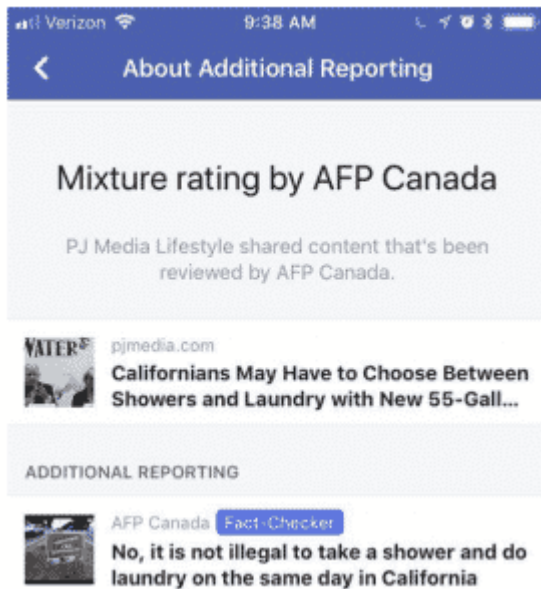 Verizon 9:38 AM
About Additional Reporting
Mixture rating by AFP Canada
PJ Media Lifestyle shared content that's been
reviewed by AFP Canada.
VATER
pjmedia.com
Californians May Have to Choose Between
Showers and Laundry with New 55-Gall...
ADDITIONAL REPORTING
AFP Canada Fact-Checker
No, it is not illegal to take a shower and do
laundry on the same day in California